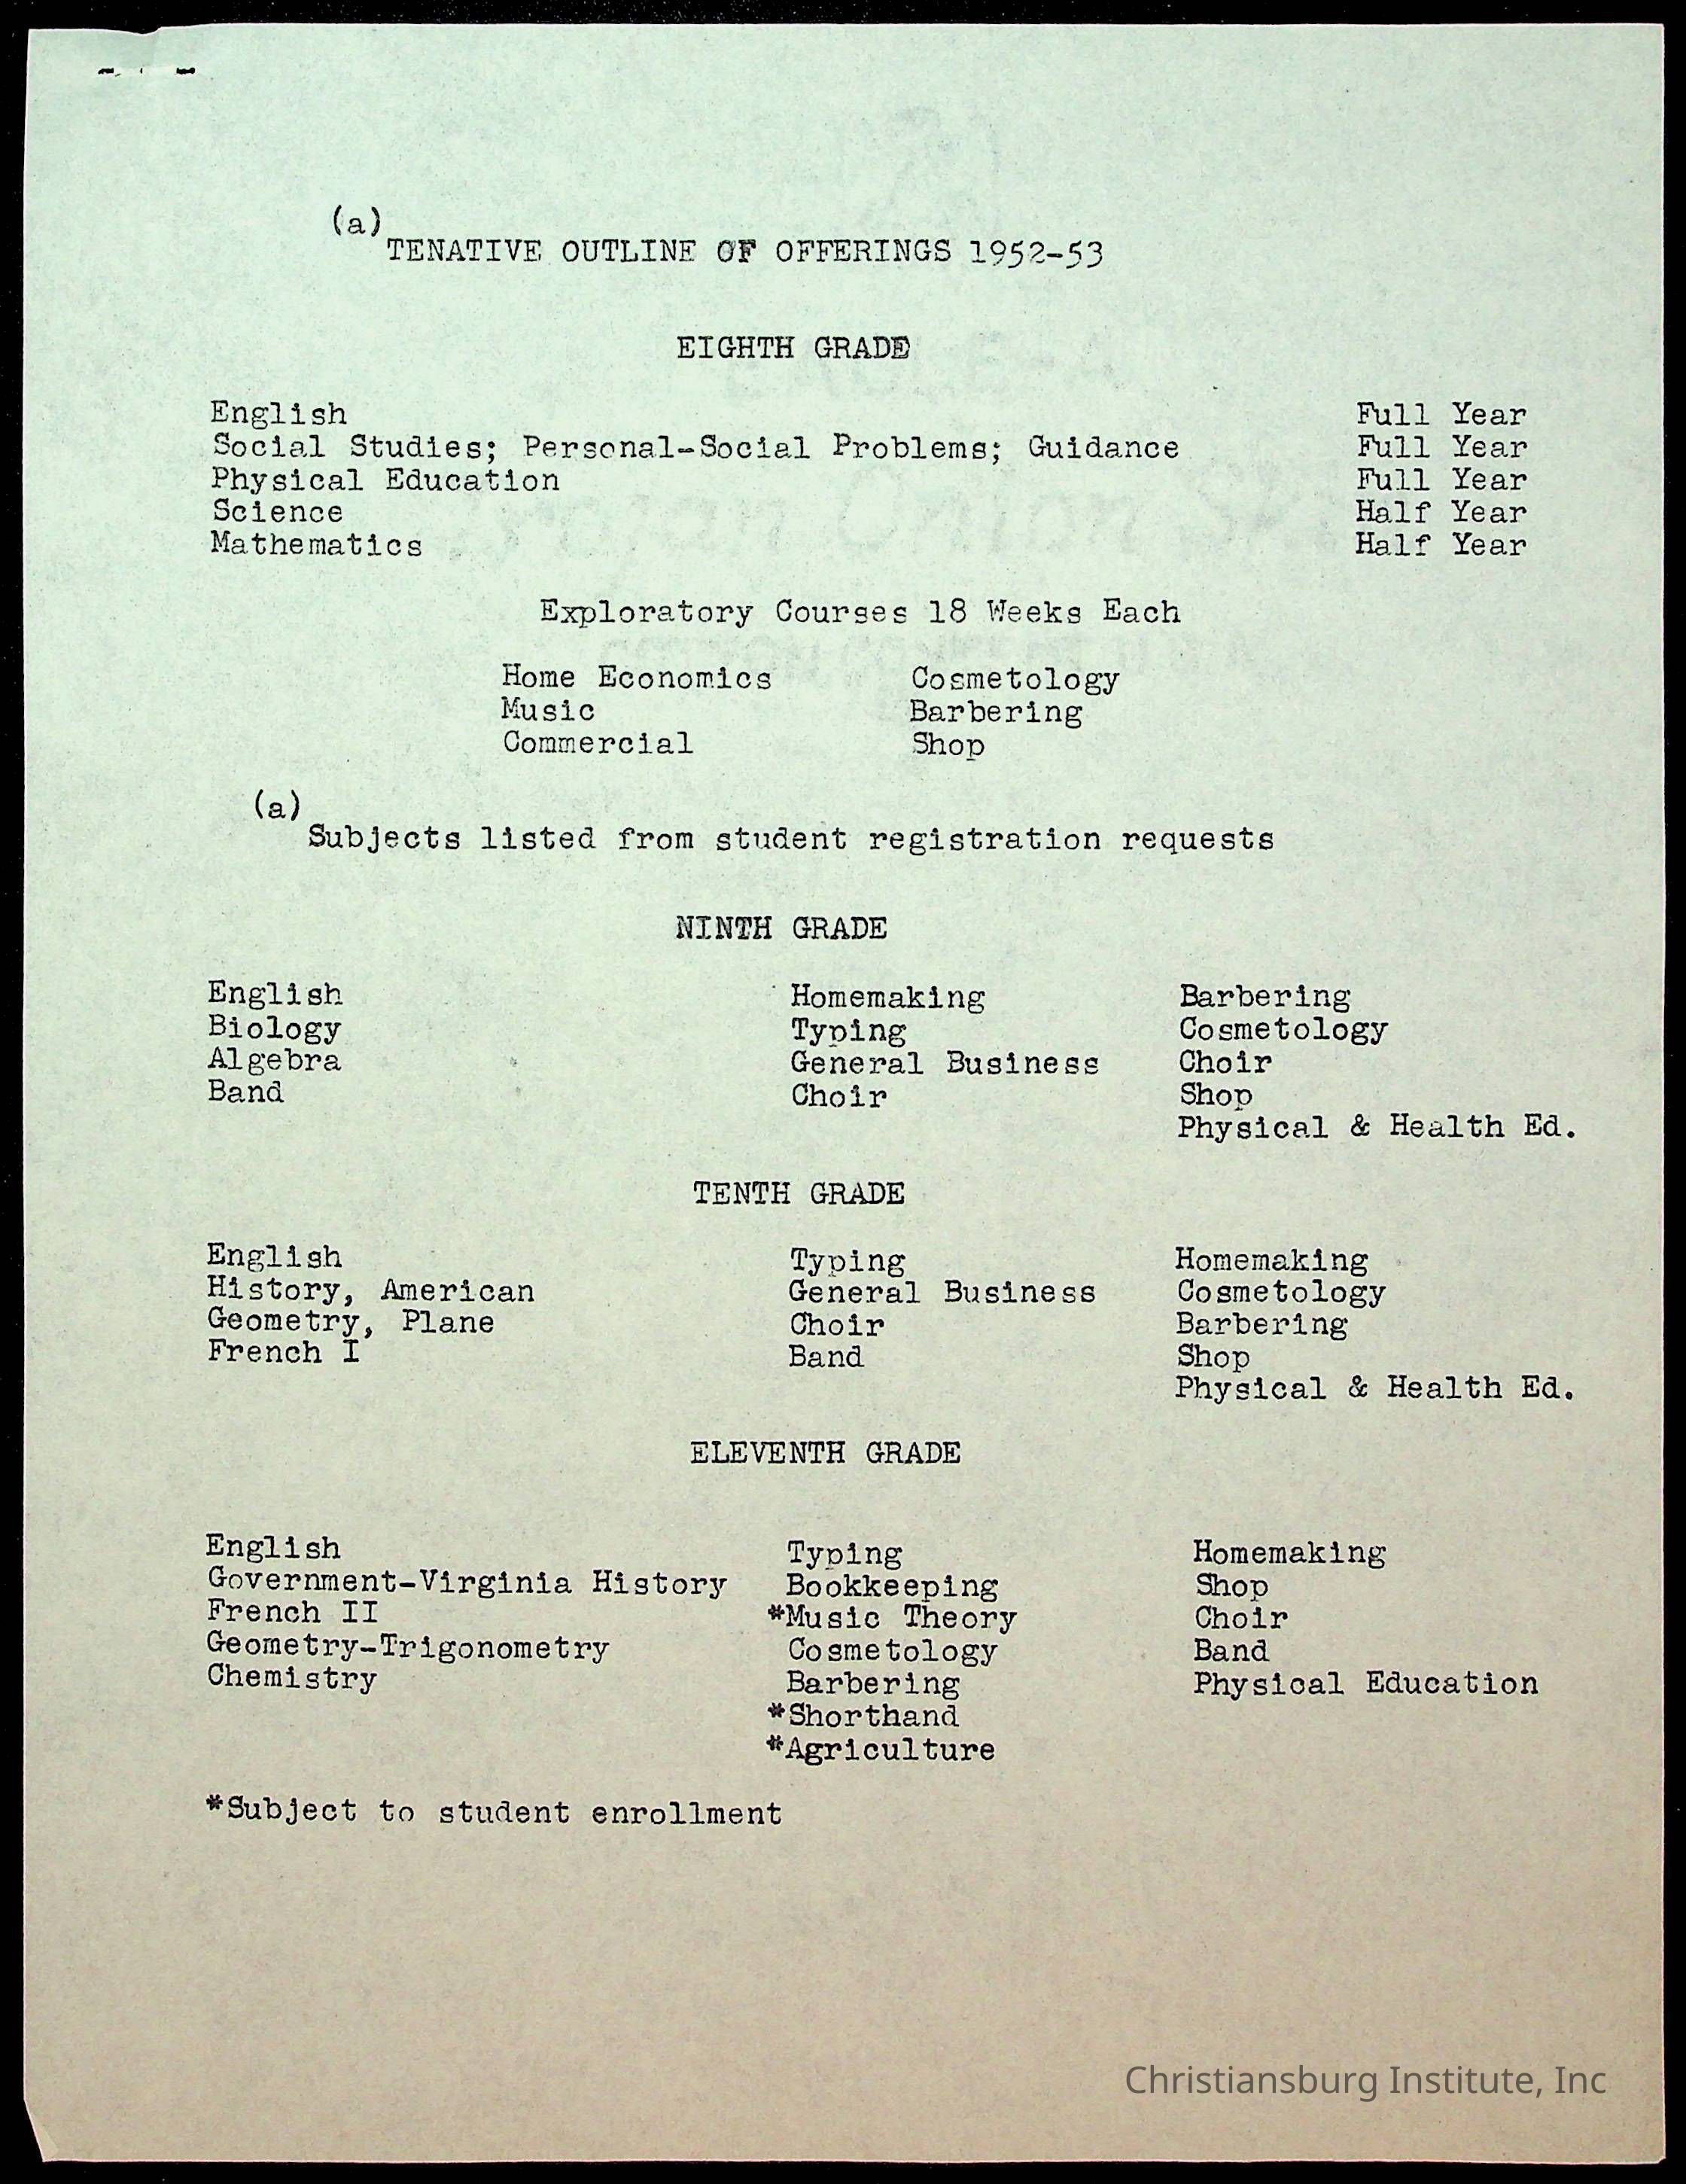 (a)
TENATIVE OUTLINE OF OFFERINGS 1952-53
EIGHTH GRADE
English Full Year
Social Studies; Personal-Social Problems; Guidance Full Year
Physical Education Full Year
Science Half Year
Mathematics Half Year
Exploratory Courses 18 Weeks Each
Home Economics Cosmetology
Music Barbering
Commercial Shop
(a)
Subjects listed from student registration requests
NINTH GRADE
English Homemaking Barbering
Biology Typing Cosmetology
Algebra General Business Choir
Band Choir Shop
Physical & Health Ed.
TENTH GRADE
English Typing Homemaking
History, American General Business Cosmetology
Geometry, Plane Choir Barbering
French I Band Shop
Physical & Health Ed.
ELEVENTH GRADE
English Typing Homemaking
Government-Virginia History Bookkeeping Shop
French II *Music Theory Choir
Geometry-Trigonometry Cosmetology Band
Chemistry Barbering Physical Education
*Shorthand
*Agriculture
*Subject to student enrollment
Christiansburg Institute, Inc